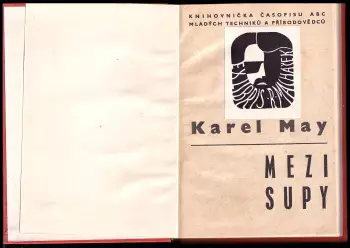 KNIHOVNIČKA ČASOPISU ABC
MLADÝCH TECHNIKŮ A PŘÍRODOVĚDCŮ
Karel May
MEZI
SUPY